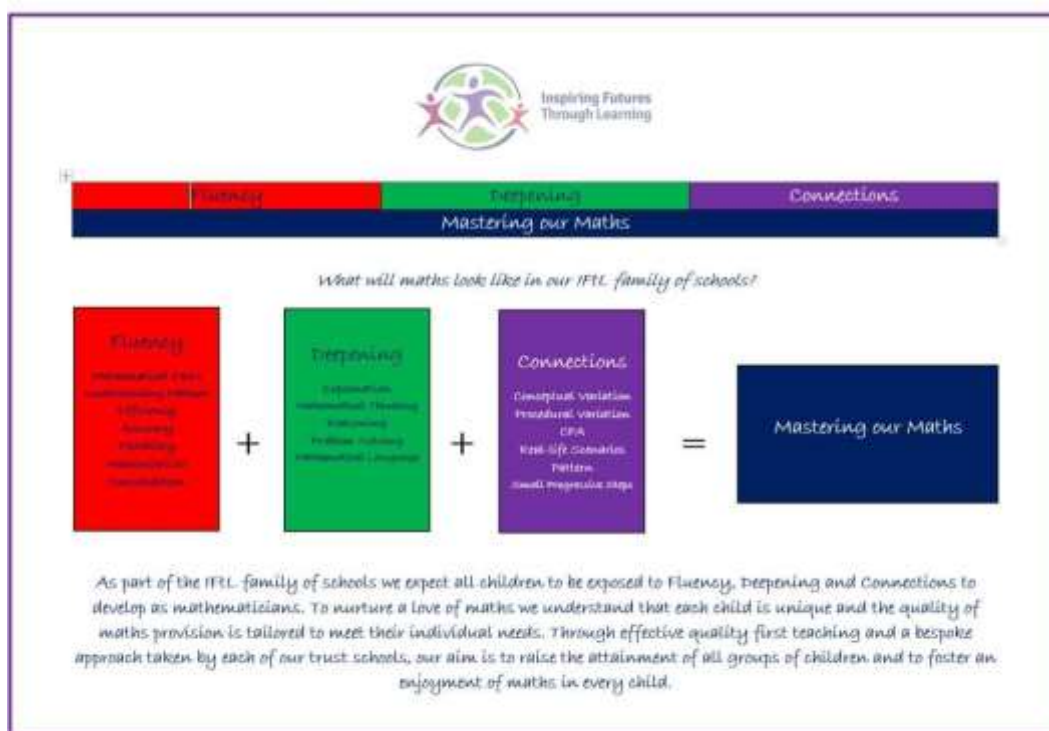 Inspiring Futures
Through Learning
Fluency Deepening Connections
Mastering our Maths
What will maths look like in our IFtL family of schools?
Fluency
Mathematical
Understanding
Efficiency
Accuracy
Flexibility
Deepening
Explanation
Mathematical Thinking
Reasoning
Problem Solving
Mathematical Language
+
+
Connections
Conceptual Variation
Procedural Variation
CPA
Real-life Scenarios
Pattern
Small Progressive Steps
=
Mastering our Maths
As part of the IFtL family of schools we expect all children to be exposed to Fluency, Deepening and Connections to
develop as mathematicians. To nurture a love of maths we understand that each child is unique and the quality of
maths provision is tailored to meet their individual needs. Through effective quality first teaching and a bespoke
approach taken by each of our trust schools, our aim is to raise the attainment of all groups of children and to foster an
enjoyment of maths in every child.